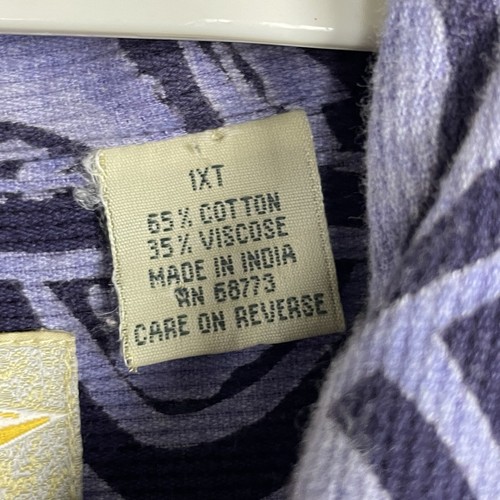 1XT
65% COTTON
35% VISCOSE
MADE IN INDIA
RN 68773
CARE ON REVERSE